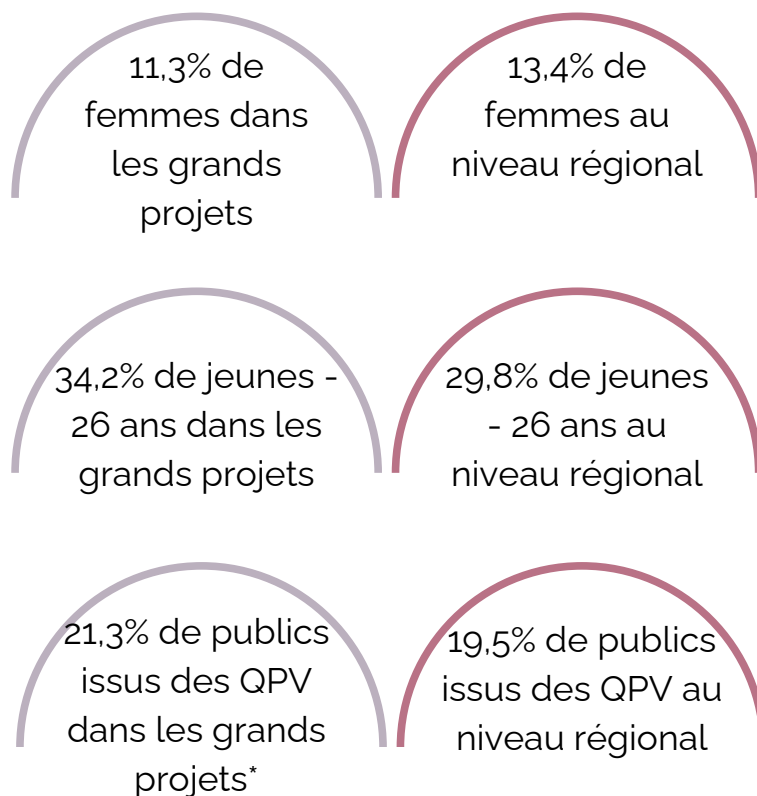 11,3% de
femmes dans
les grands
projets
13,4% de
femmes au
niveau régional
34,2% de jeunes -
26 ans dans les
grands projets
29,8% de jeunes
- 26 ans au
niveau régional
21,3% de publics
issus des QPV
dans les grands
projets*
19,5% de publics
issus des QPV au
niveau régional